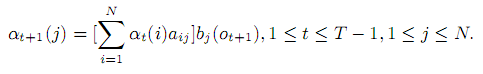 α_{t+1}(j) = [∑_{i=1}^{N} α_t(i)a_{ij}]b_j(o_{t+1}), 1 ≤ t ≤ T − 1, 1 ≤ j ≤ N.